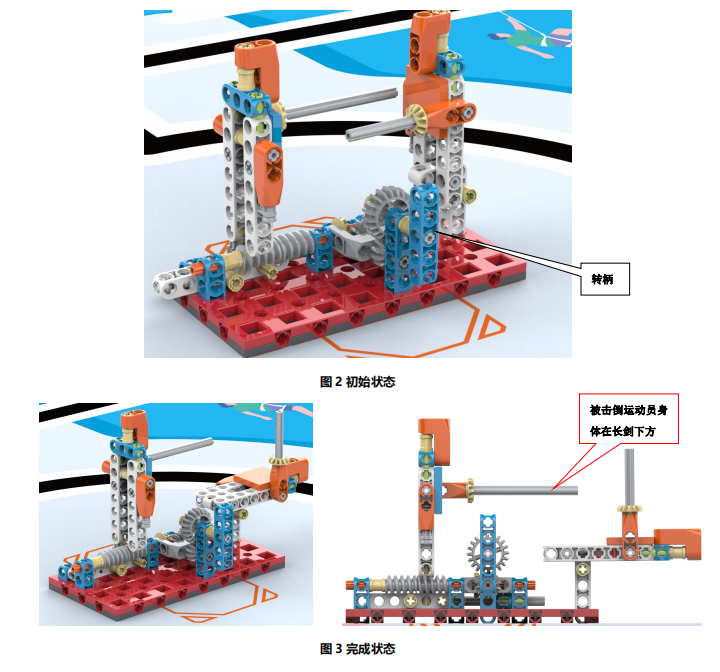 转柄
图 2 初始状态
被击倒运动员身
体在长剑下方
图 3 完成状态